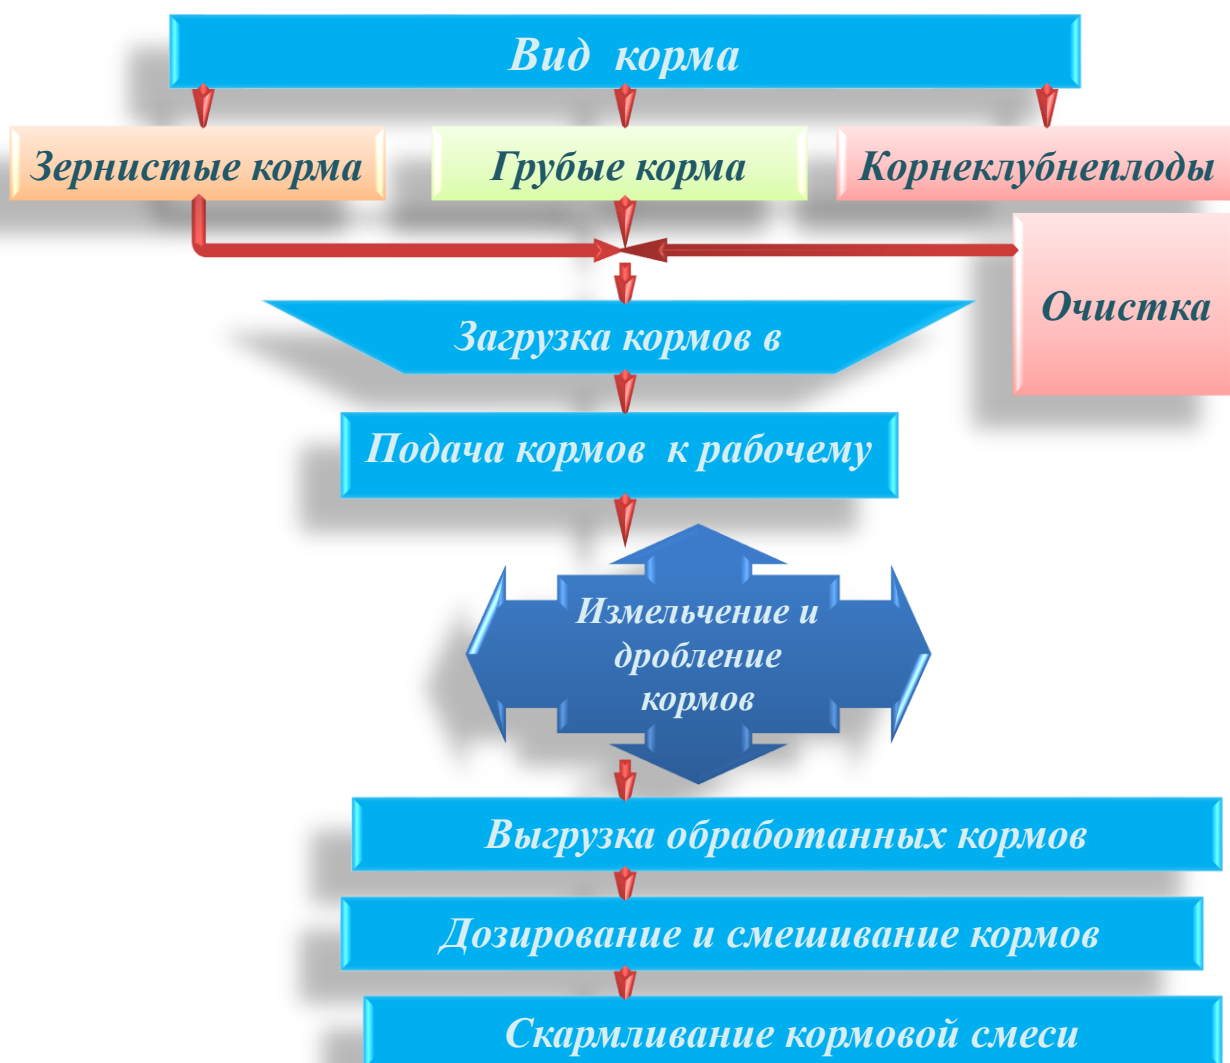 Вид корма
Зернистые корма
Грубые корма
Корнеклубнеплоды
Очистка
Загрузка кормов в
Подача кормов к рабочему
Измельчение и
дробление
кормов
Выгрузка обработанных кормов
Дозирование и смешивание кормов
Скармливание кормовой смеси